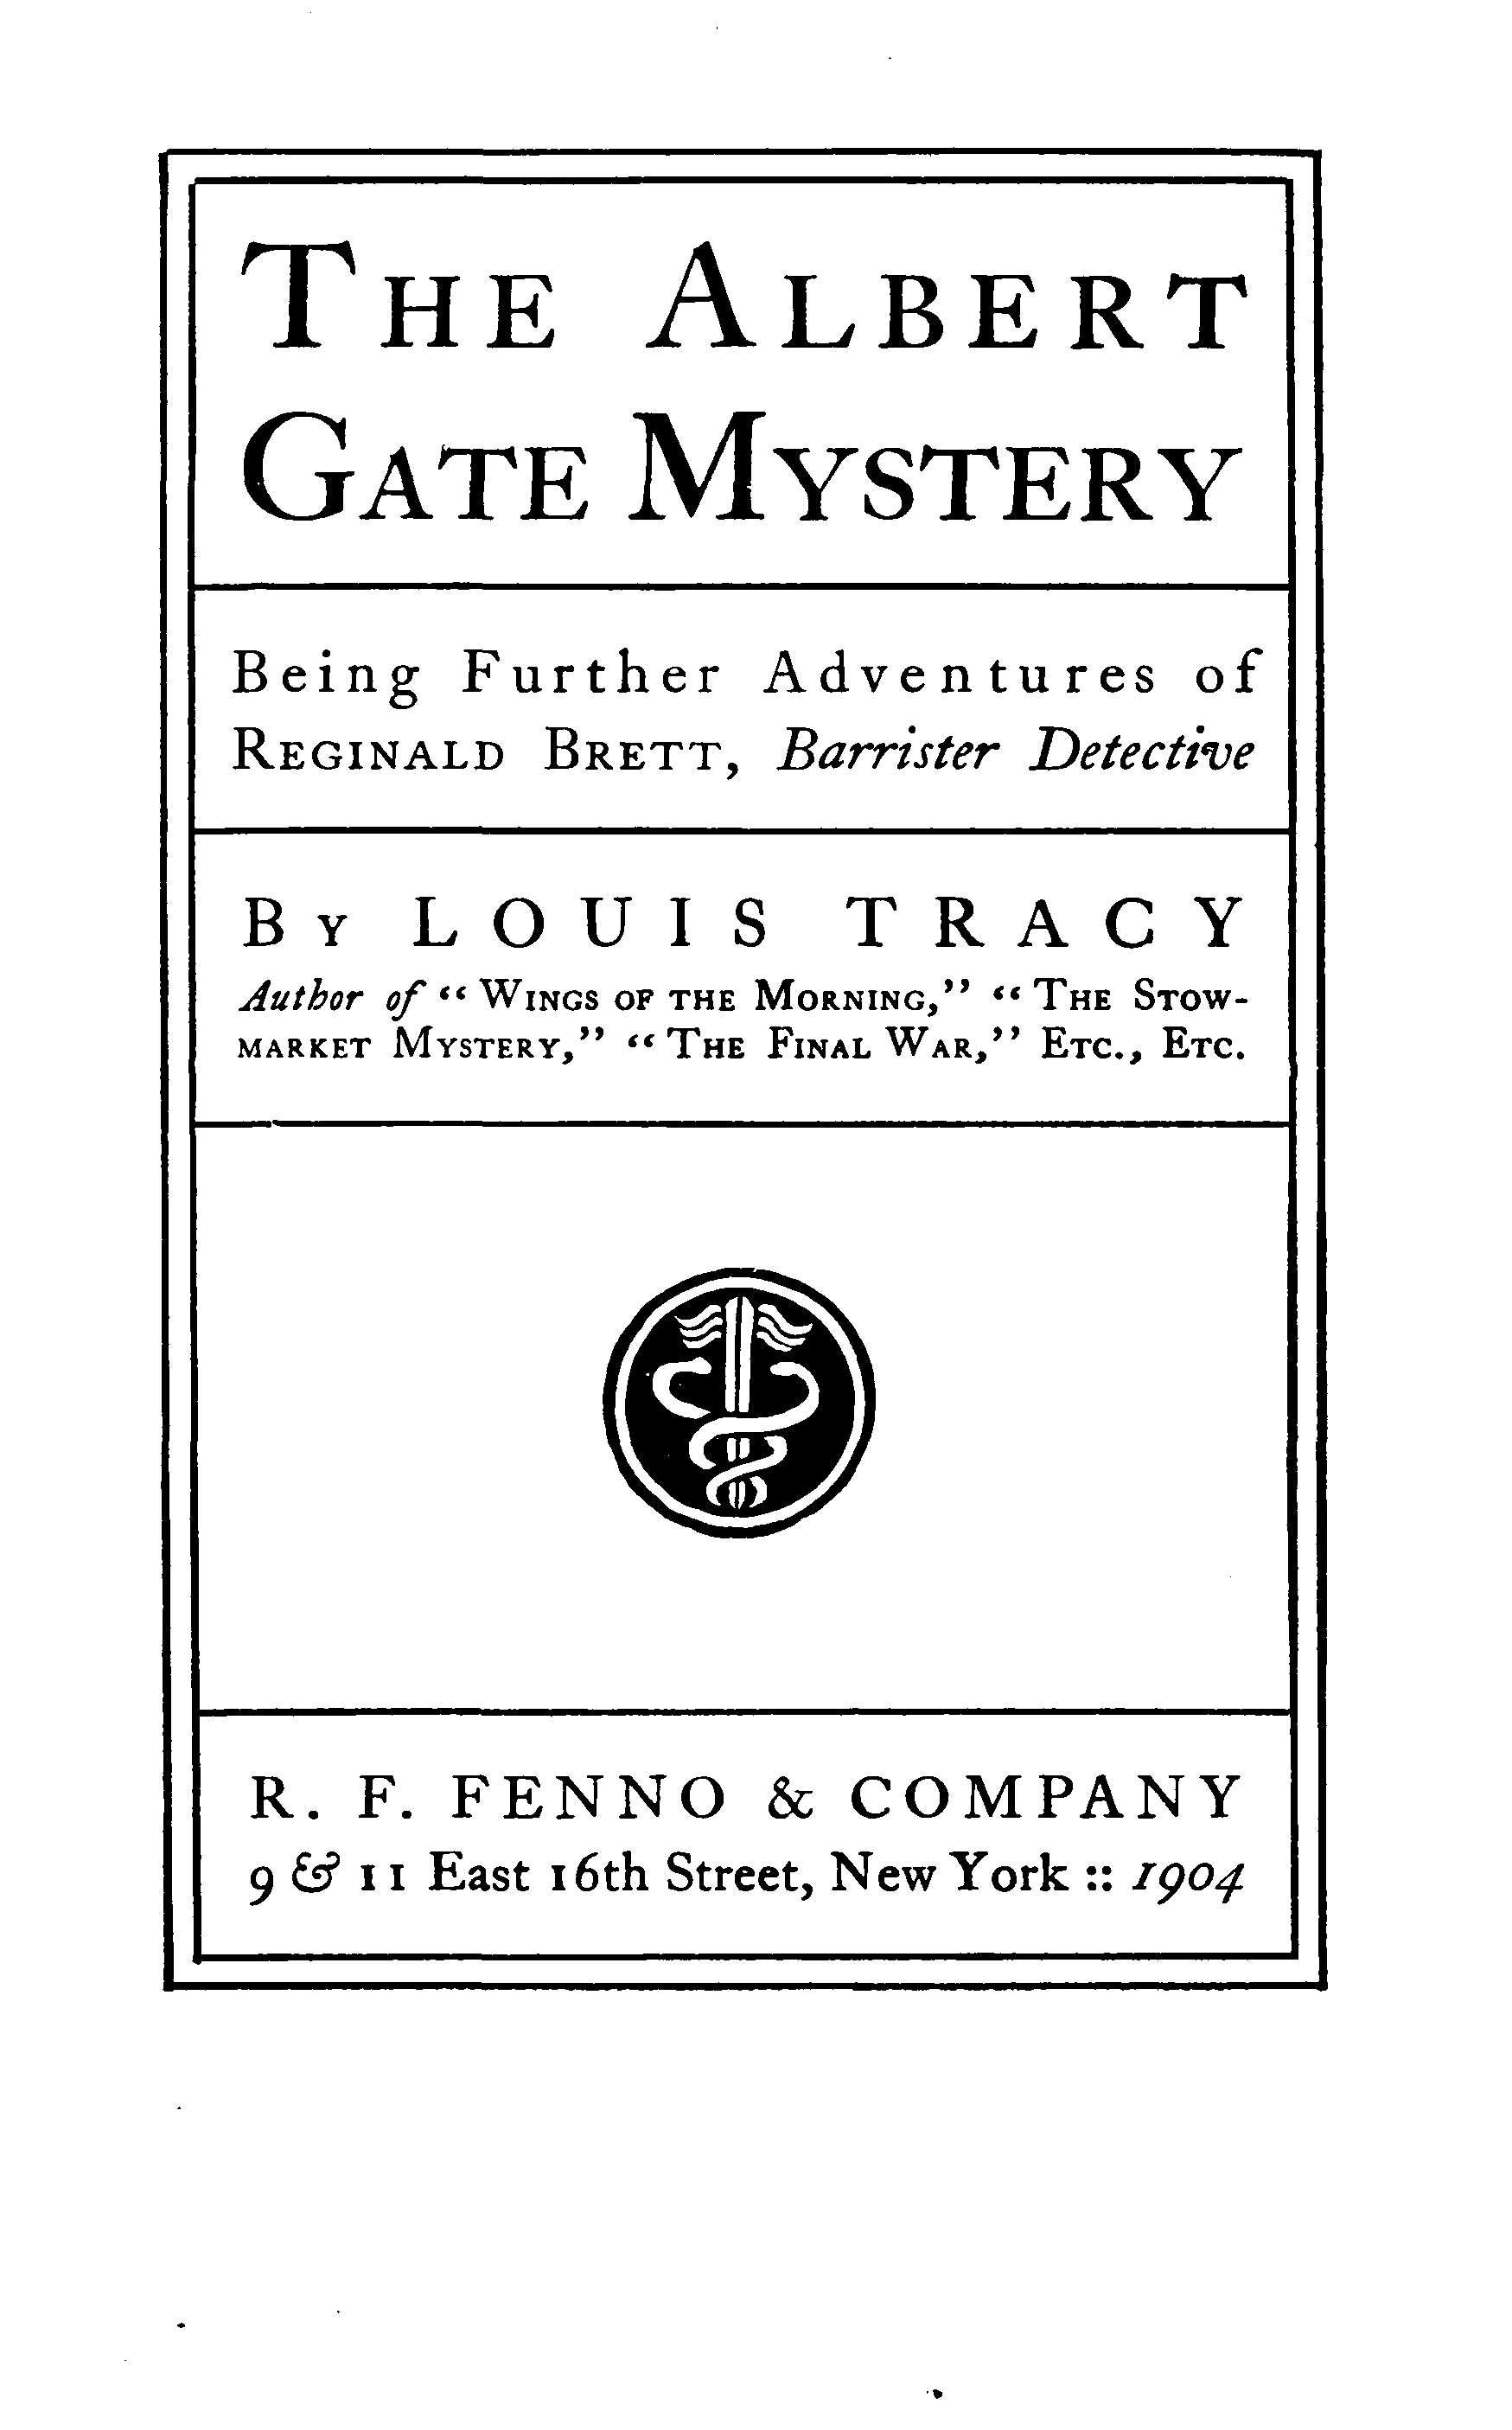 THE ALBERT
GATE MYSTERY
Being Further Adventures of
REGINALD BRETT, Barrister Detective
BY LOUIS TRACY
Author of “WINGS OF THE MORNING,” “THE STOW-
MARKET MYSTERY,” “THE FINAL WAR,” ETC., ETC.
R. F. FENNO & COMPANY
9 & 11 East 16th Street, New York :: 1904